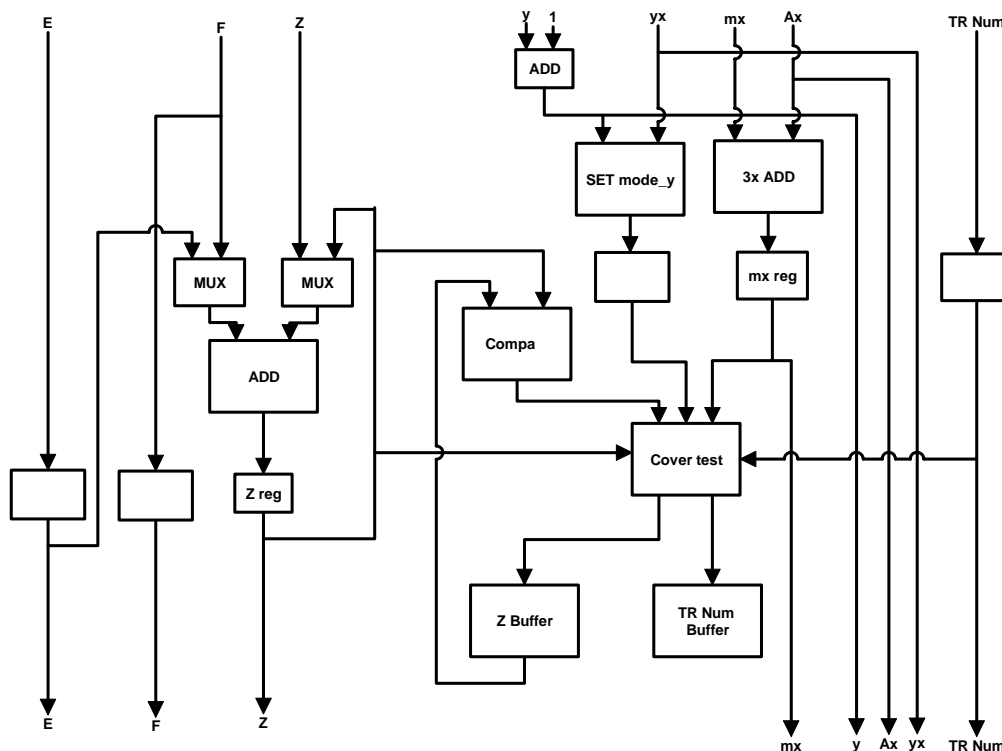 E
F
Z
y
1
yx
mx
Ax
TR Num
ADD
SET mode_y
3x ADD
MUX
MUX
mx reg
Compa
ADD
Cover test
Z reg
Z Buffer
TR Num
Buffer
E
F
Z
mx
y
Ax
yx
TR Num